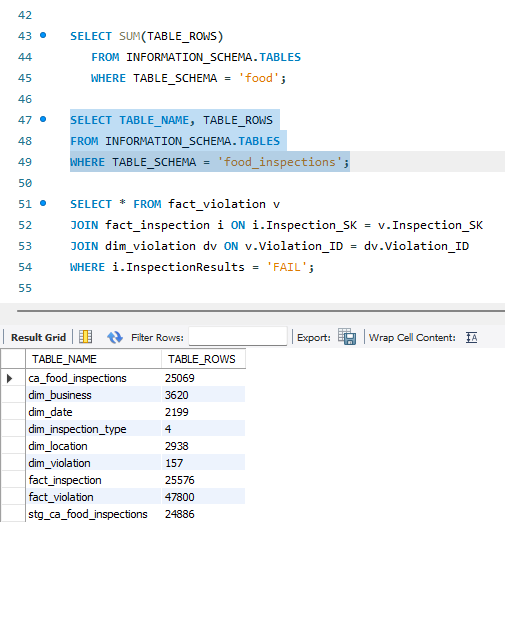 42
43 SELECT SUM(TABLE_ROWS)
44 FROM INFORMATION_SCHEMA.TABLES
45 WHERE TABLE_SCHEMA = 'food';
46
47 SELECT TABLE_NAME, TABLE_ROWS
48 FROM INFORMATION_SCHEMA.TABLES
49 WHERE TABLE_SCHEMA = 'food_inspections';
50
51 SELECT * FROM fact_violation v
52 JOIN fact_inspection i ON i.Inspection_SK = v.Inspection_SK
53 JOIN dim_violation dv ON v.Violation_ID = dv.Violation_ID
54 WHERE i.InspectionResults = 'FAIL';
55
Result Grid Filter Rows: Export: Wrap Cell Content: IA
TABLE_NAME TABLE_ROWS
ca_food_inspections 25069
dim_business 3620
dim_date 2199
dim_inspection_type 4
dim_location 2938
dim_violation 157
fact_inspection 25576
fact_violation 47800
stg_ca_food_inspections 24886